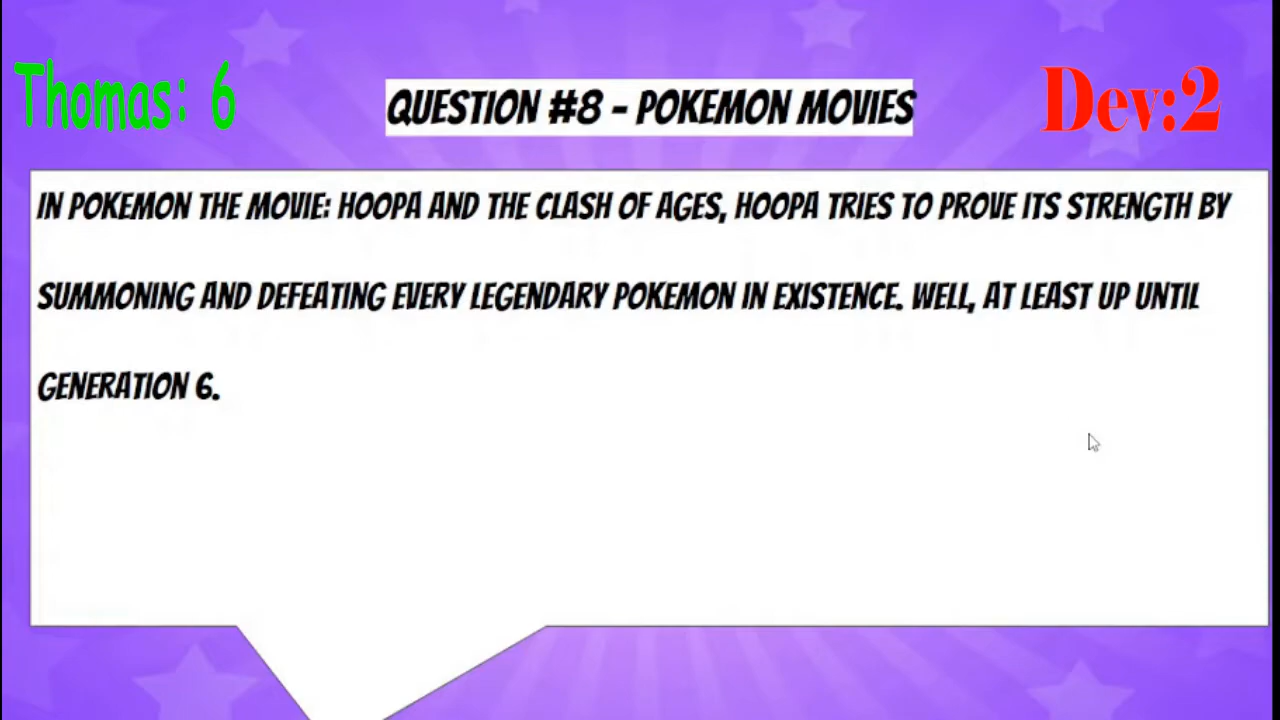 Thomas: 6
QUESTION #8 - POKEMON MOVIES
Dev:2
IN POKEMON THE MOVIE: HOOPA AND THE CLASH OF AGES, HOOPA TRIES TO PROVE ITS STRENGTH BY
SUMMONING AND DEFEATING EVERY LEGENDARY POKEMON IN EXISTENCE. WELL, AT LEAST UP UNTIL
GENERATION 6.